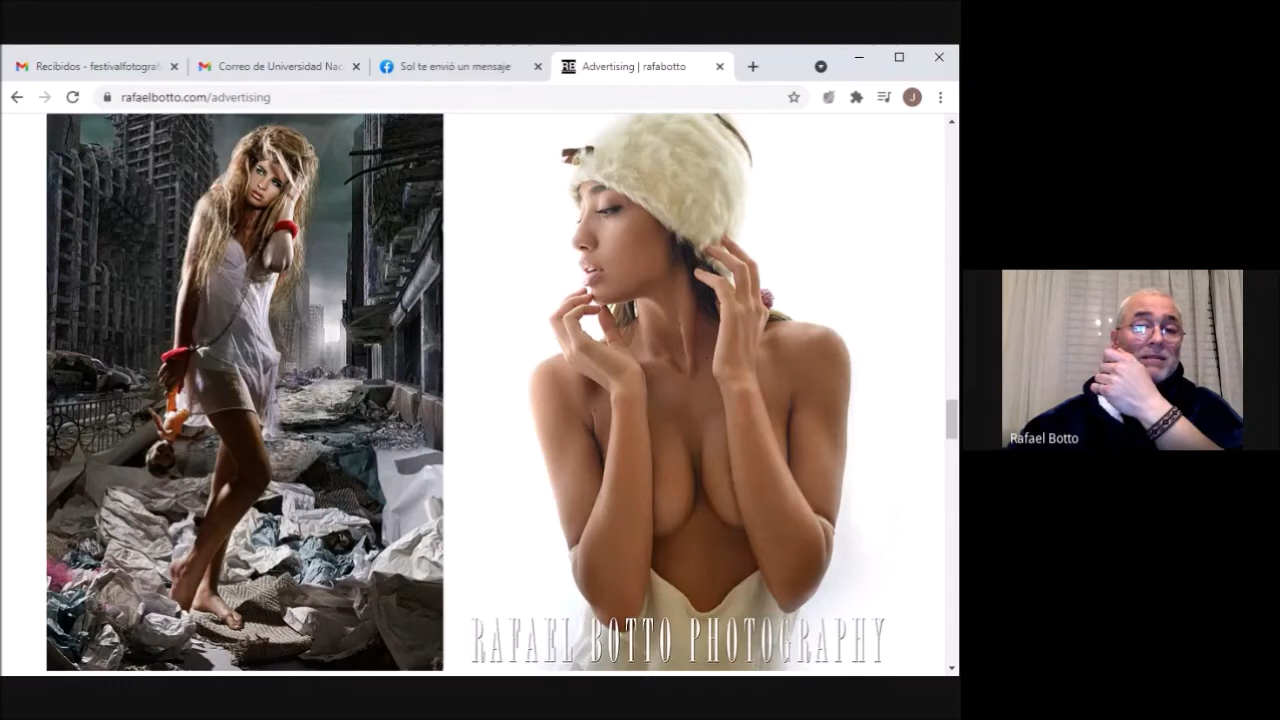 Recibidos - festivalfotograf
Correo de Universidad Nac
Sol te envió un mensaje
RB Advertising | rafabotto
rafaelbotto.com/advertising
J
RAFAEL BOTTO PHOTOGRAPHY
Rafael Botto